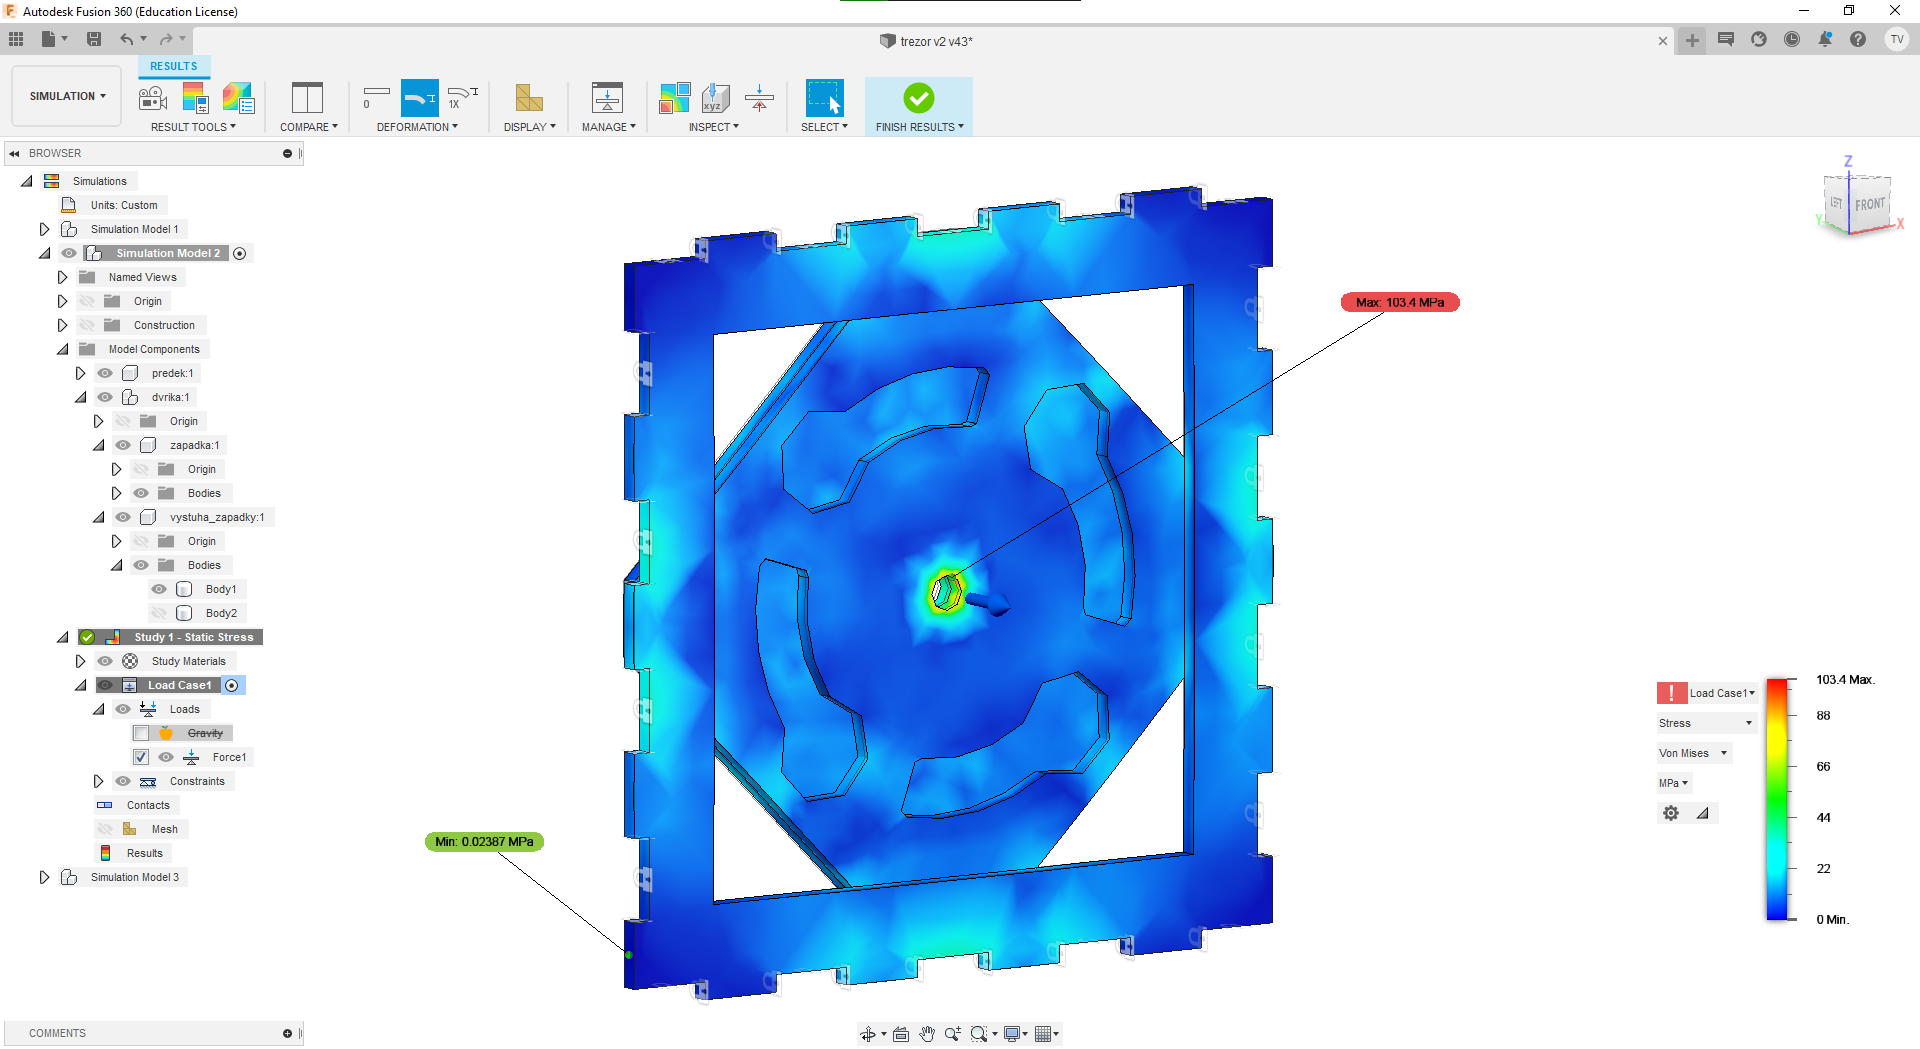 Autodesk Fusion 360 (Education License)
trezor v2 v43*
TV
RESULTS
SIMULATION
0
1X
xyz
RESULT TOOLS
COMPARE
DEFORMATION
DISPLAY
MANAGE
INSPECT
SELECT
FINISH RESULTS
BROWSER
Simulations
Units: Custom
Simulation Model 1
Simulation Model 2
Named Views
Origin
Construction
Model Components
predek:1
dvrika:1
Origin
zapadka:1
Origin
Bodies
vystuha_zapadky:1
Origin
Bodies
Body1
Body2
Study 1 - Static Stress
Study Materials
Load Case1
Loads
Gravity
Force1
Constraints
Contacts
Mesh
Results
Simulation Model 3
COMMENTS
Max: 103.4 MPa
Min: 0.02387 MPa
Z
LEFT
FRONT
Y
X
Load Case1
Stress
Von Mises
MPa
103.4 Max.
88
66
44
22
0 Min.